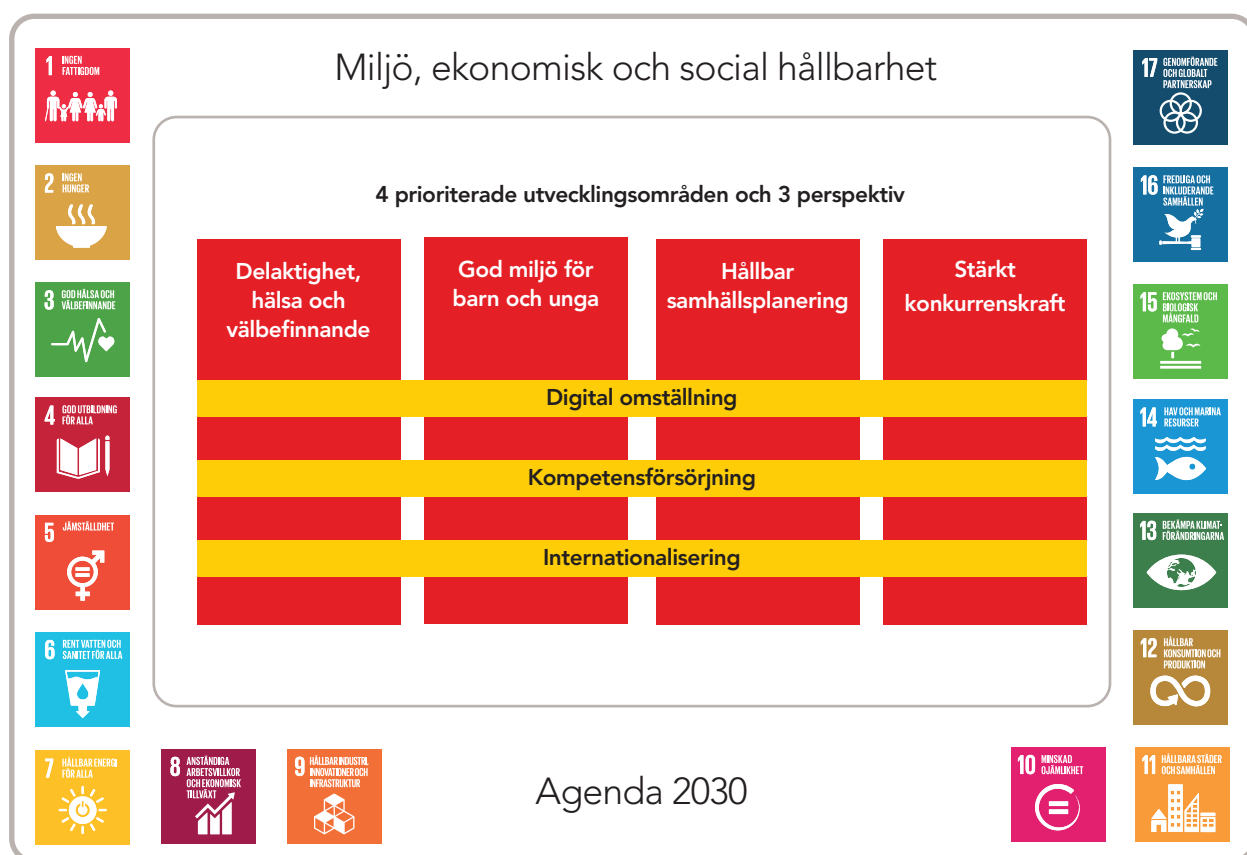 Miljö, ekonomisk och social hållbarhet
4 prioriterade utvecklingsområden och 3 perspektiv
Delaktighet,
hälsa och
välbefinnande
God miljö för
barn och unga
Hållbar
samhällsplanering
Stärkt
konkurrenskraft
Digital omställning
Kompetensförsörjning
Internationalisering
1 INGEN
FATTIGDOM
2 INGEN
HUNGER
3 GOD HÄLSA OCH
VÄLBEFINNANDE
4 GOD UTBILDNING
FÖR ALLA
5 JÄMSTÄLLDHET
6 RENT VATTEN OCH
SANITET FÖR ALLA
7 HÅLLBAR ENERGI
FÖR ALLA
8 ANSTÄNDIGA
ARBETSVILLKOR
OCH EKONOMISK
TILLVÄXT
9 HÅLLBAR INDUSTRI,
INNOVATIONER OCH
INFRASTRUKTUR
Agenda 2030
10 MINSKAD
OJÄMLIKHET
11 HÅLLBARA STÄDER
OCH SAMHÄLLEN
12 HÅLLBAR
KONSUMTION OCH
PRODUKTION
13 BEKÄMPA KLIMAT-
FÖRÄNDRINGARNA
14 HAV OCH MARINA
RESURSER
15 EKOSYSTEM OCH
BIOLOGISK
MÅNGFALD
16 FREDLIGA OCH
INKLUDERANDE
SAMHÄLLEN
17 GENOMFÖRANDE
OCH GLOBALT
PARTNERSKAP